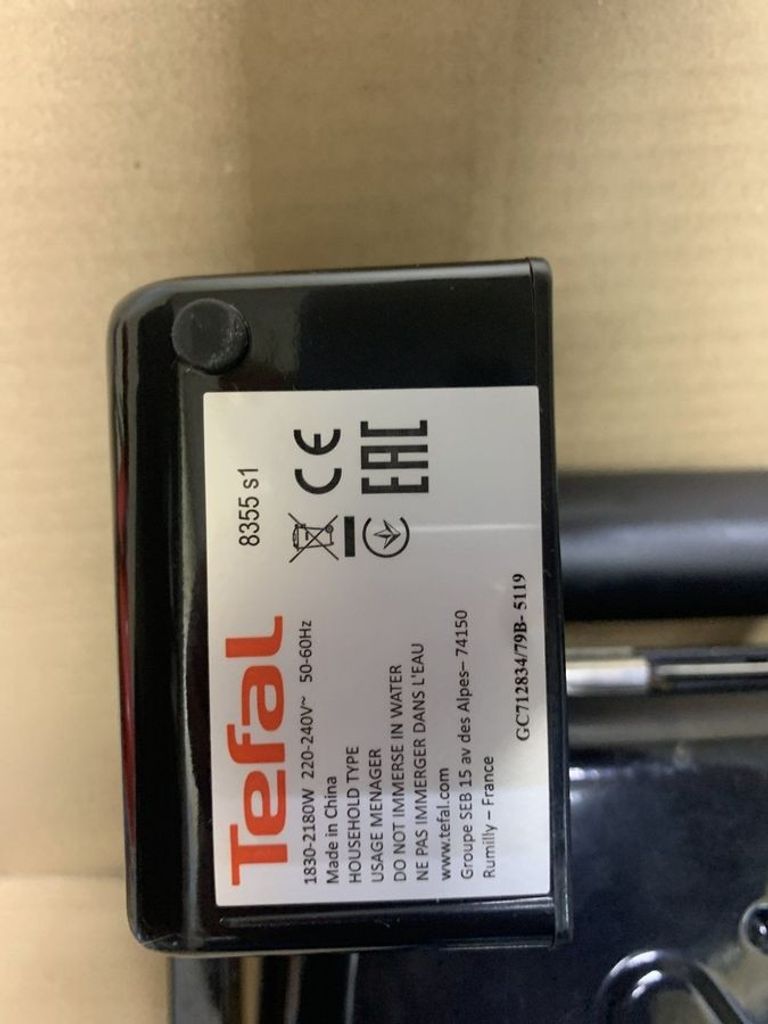 Tefal
8355 s1
1830-2180W 220-240V~ 50-60Hz
Made in China
HOUSEHOLD TYPE
USAGE MENAGER
DO NOT IMMERSE IN WATER
NE PAS IMMERGER DANS L'EAU
www.tefal.com
Groupe SEB 15 av des Alpes– 74150
Rumilly – France
CE
EAC
GC712834/79B- 5119